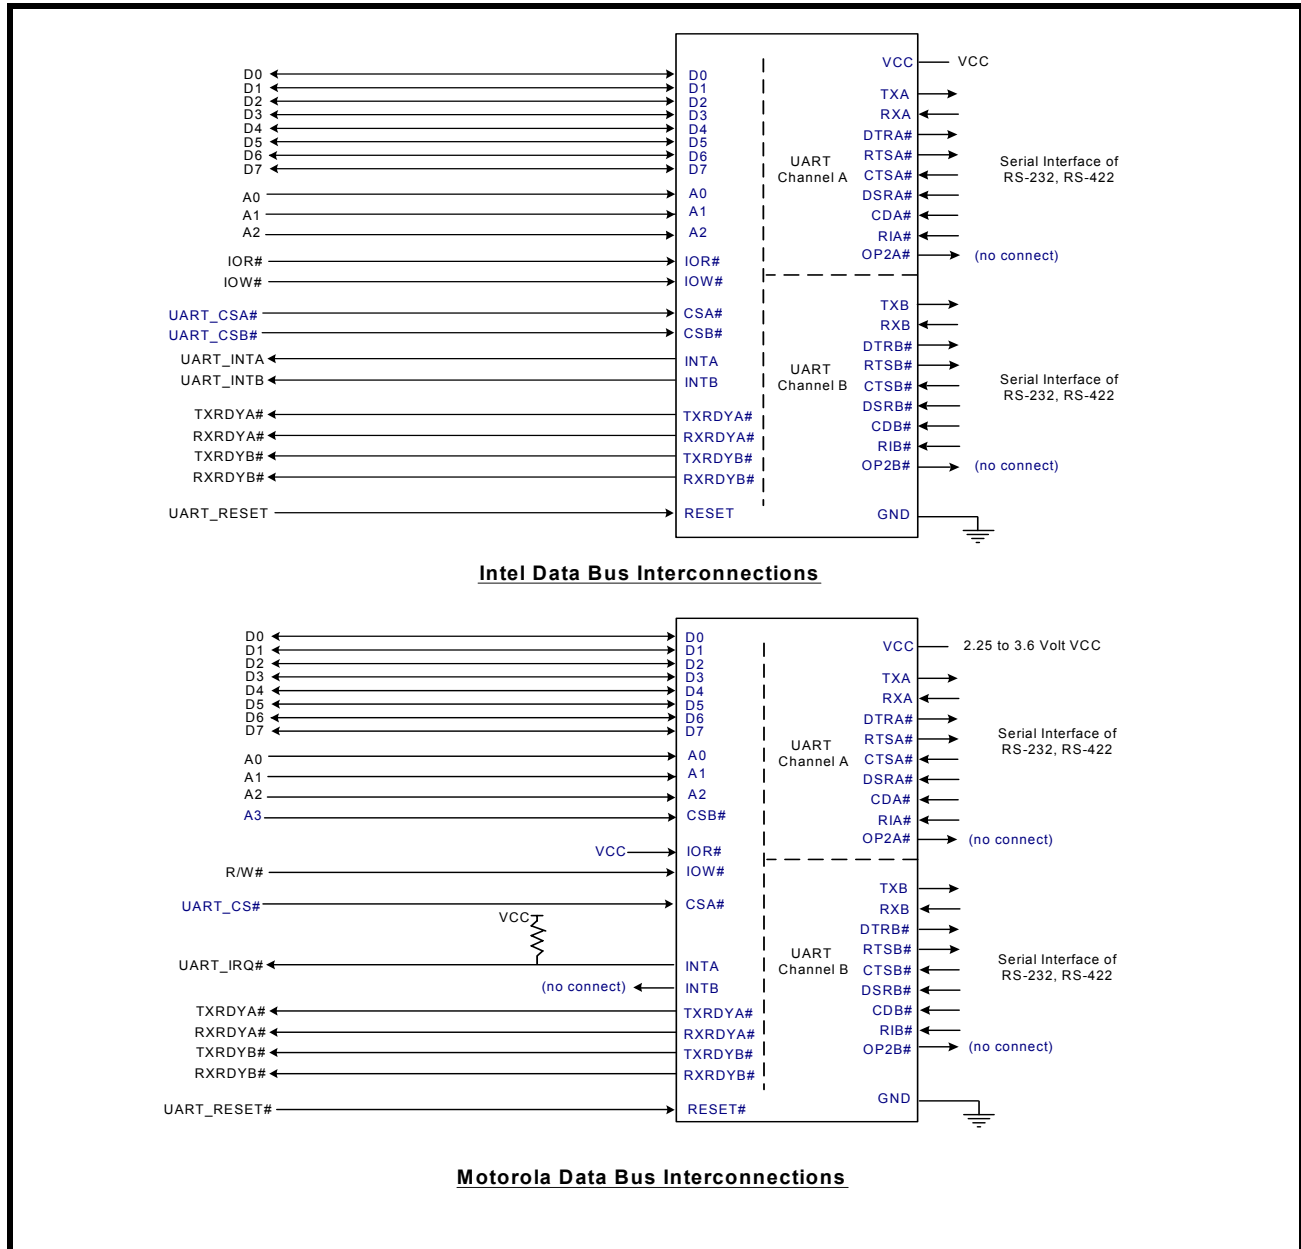 D0 D0
D1 D1
D2 D2
D3 D3
D4 D4
D5 D5
D6 D6
D7 D7
A0 A0
A1 A1
A2 A2
IOR# IOR#
IOW# IOW#
UART_CSA# CSA#
UART_CSB# CSB#
UART_INTA INTA
UART_INTB INTB
TXRDYA# TXRDYA#
RXRDYA# RXRDYA#
TXRDYB# TXRDYB#
RXRDYB# RXRDYB#
UART_RESET RESET
UART
Channel A
UART
Channel B
VCC VCC
TXA
RXA
DTRA#
RTSA#
CTSA#
DSRA#
CDA#
RIA#
OP2A# (no connect)
Serial Interface of
RS-232, RS-422
TXB
RXB
DTRB#
RTSB#
CTSB#
DSRB#
CDB#
RIB#
OP2B# (no connect)
Serial Interface of
RS-232, RS-422
GND
Intel Data Bus Interconnections
D0 D0
D1 D1
D2 D2
D3 D3
D4 D4
D5 D5
D6 D6
D7 D7
A0 A0
A1 A1
A2 A2
A3 CSB#
VCC IOR#
R/W# IOW#
UART_CS# CSA#
VCC
UART_IRQ# INTA
(no connect) INTB
TXRDYA# TXRDYA#
RXRDYA# RXRDYA#
TXRDYB# TXRDYB#
RXRDYB# RXRDYB#
UART_RESET# RESET#
UART
Channel A
UART
Channel B
VCC 2.25 to 3.6 Volt VCC
TXA
RXA
DTRA#
RTSA#
CTSA#
DSRA#
CDA#
RIA#
OP2A# (no connect)
Serial Interface of
RS-232, RS-422
TXB
RXB
DTRB#
RTSB#
CTSB#
DSRB#
CDB#
RIB#
OP2B# (no connect)
Serial Interface of
RS-232, RS-422
GND
Motorola Data Bus Interconnections